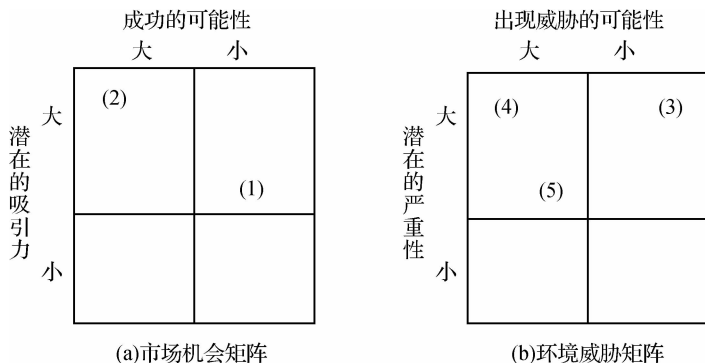 成功的可能性
大 小
潜在的吸引力
大
小
(2)
(1)
(a)市场机会矩阵
出现威胁的可能性
大 小
潜在的严重性
大
小
(4)
(3)
(5)
(b)环境威胁矩阵